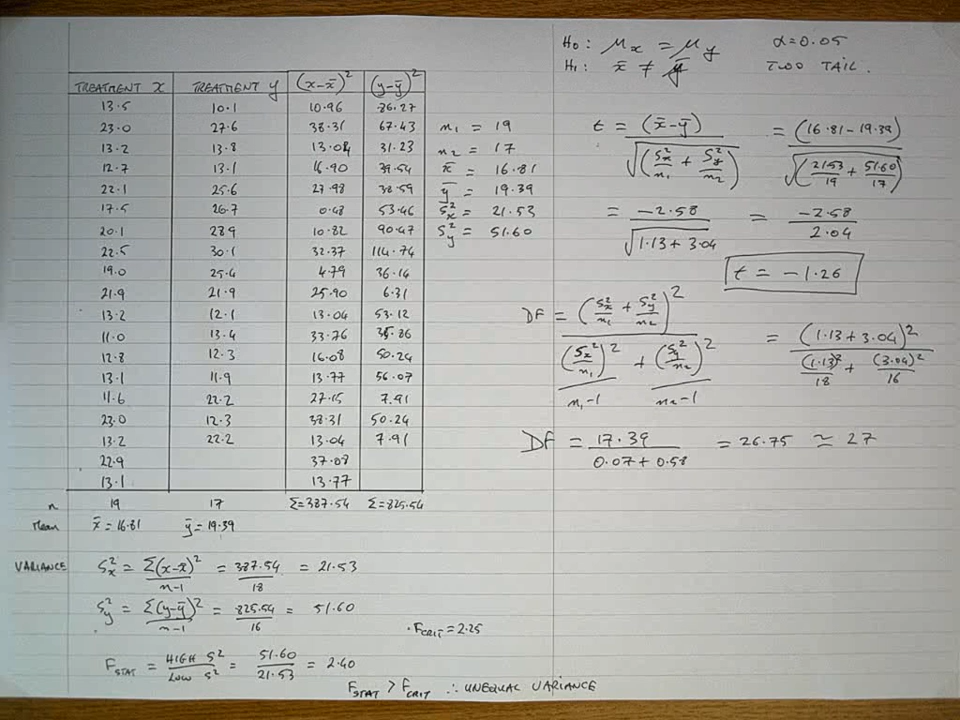 H₀: μx = μy α=0.05
H₁: x̄ ≠ ȳ TWO TAIL.
TREATMENT X TREATMENT Y (x-x̄)² (y-ȳ)²
13.5 10.1 10.96 86.27
23.0 27.6 38.31 67.43
13.2 13.8 13.04 31.23
12.7 13.1 16.90 39.54
22.1 25.6 27.98 38.59
17.5 26.7 0.48 53.46
20.1 28.9 10.82 90.47
22.5 30.1 32.37 114.74
19.0 25.4 4.79 36.14
21.9 21.9 25.90 6.31
13.2 12.1 13.04 53.12
11.0 13.4 33.76 35.86
12.8 12.3 16.08 50.24
13.1 11.9 13.77 56.07
11.6 22.2 27.15 7.91
23.0 12.3 38.31 50.24
13.2 22.2 13.04 7.91
22.9 37.08
13.1 13.77
n 19 17 Σ=387.54 Σ=825.54
Mean x̄=16.81 ȳ=19.39
VARIANCE Sx² = Σ(x-x̄)²/n-1 = 387.54/18 = 21.53
Sy² = Σ(y-ȳ)²/n-1 = 825.54/16 = 51.60
· FCRIT = 2.25
FSTAT = HIGH S²/LOW S² = 51.60/21.53 = 2.40
FSTAT > FCRIT ∴ UNEQUAL VARIANCE
n₁ = 19
n₂ = 17
x̄ = 16.81
ȳ = 19.39
Sx² = 21.53
Sy² = 51.60
t = (x̄-ȳ)/√(Sx²/n₁ + Sy²/n₂) = (16.81-19.39)/√(21.53/19 + 51.60/17)
= -2.58/√1.13+3.04 = -2.58/2.04
t = -1.26
DF = (Sx²/n₁ + Sy²/n₂)²/(Sx²/n₁)²/n₁-1 + (Sy²/n₂)²/n₂-1 = (1.13+3.04)²/(1.13)²/18 + (3.04)²/16
DF = 17.39/0.07+0.58 = 26.75 ≃ 27